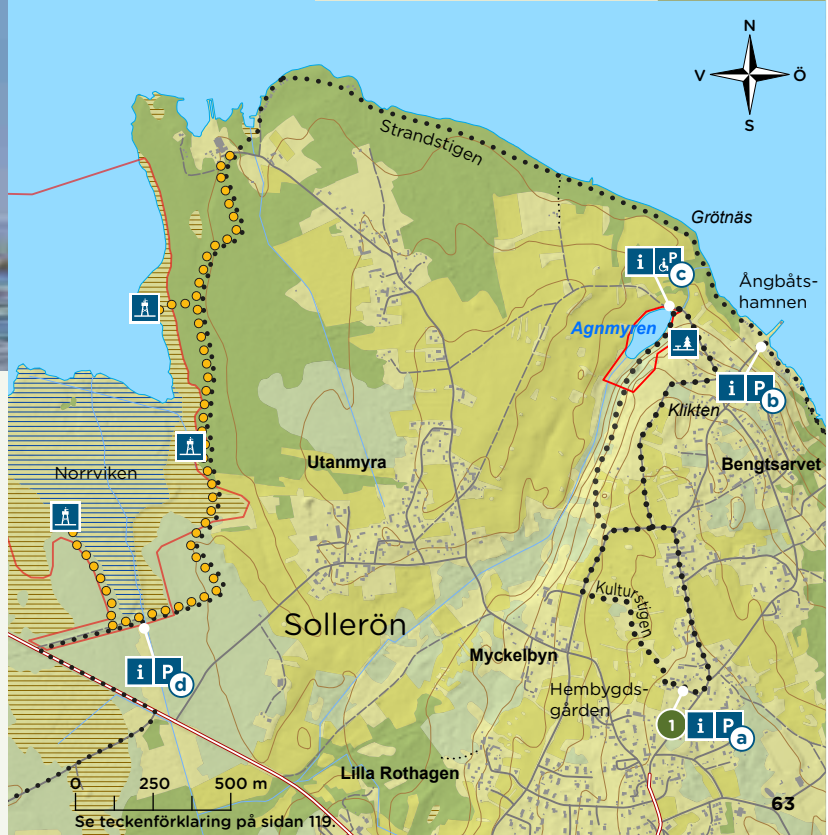 N
V
Ö
S
Strandstigen
Grötnäs
i P
c
Ångbåts-
hamnen
Agnmyren
i P
b
Klikten
Bengtsarvet
Utanmyra
Norrviken
Kulturstigen
Sollerön
Myckelbyn
i P
d
Hembygds-
gården
1 i P
a
Lilla Rothagen
0 250 500 m
63
Se teckenförklaring på sidan 119.